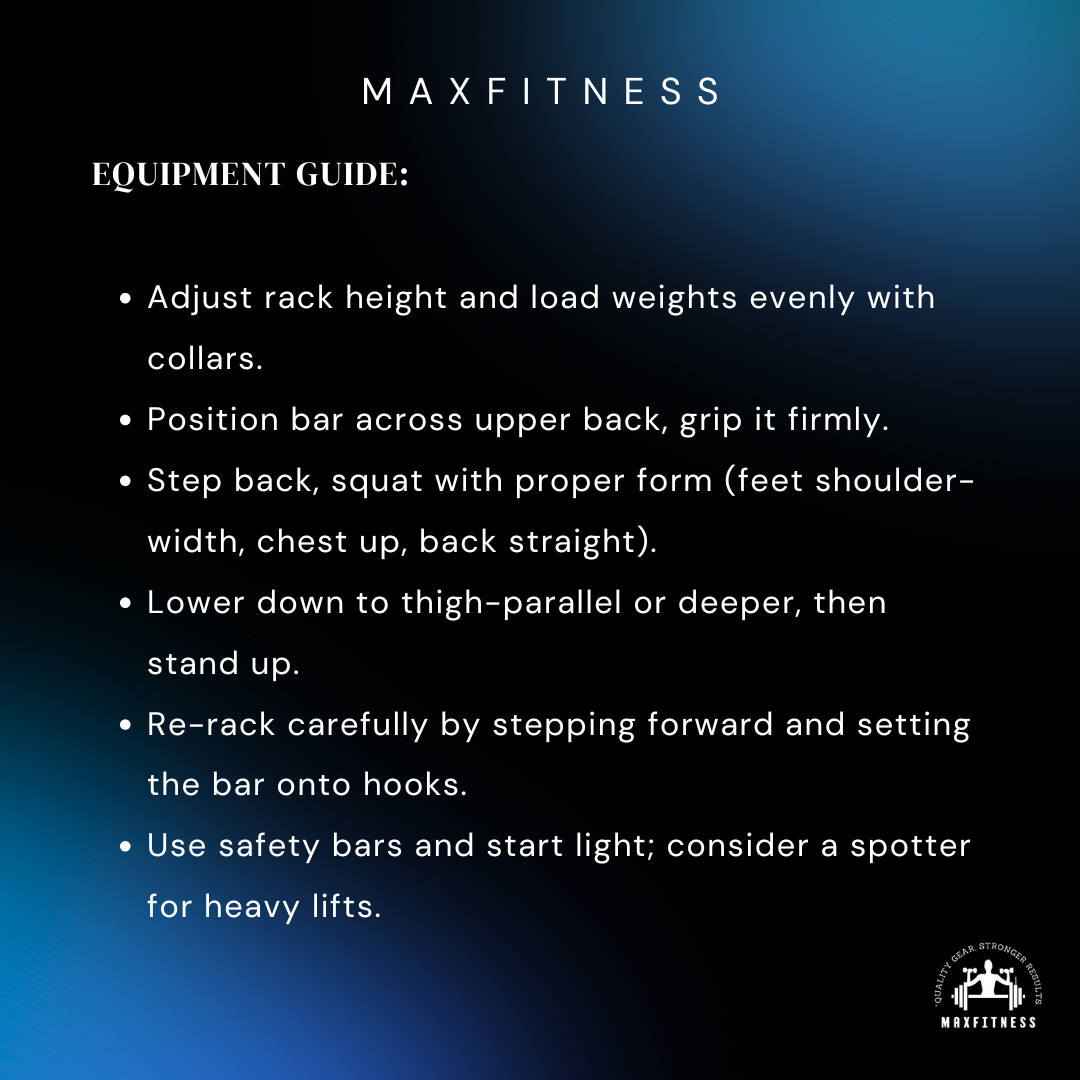 MAXFITNESS
EQUIPMENT GUIDE:
• Adjust rack height and load weights evenly with
collars.
• Position bar across upper back, grip it firmly.
• Step back, squat with proper form (feet shoulder-
width, chest up, back straight).
• Lower down to thigh-parallel or deeper, then
stand up.
• Re-rack carefully by stepping forward and setting
the bar onto hooks.
• Use safety bars and start light; consider a spotter
for heavy lifts.
"QUALITY GEAR, STRONGER RESULTS
MAXFITNESS